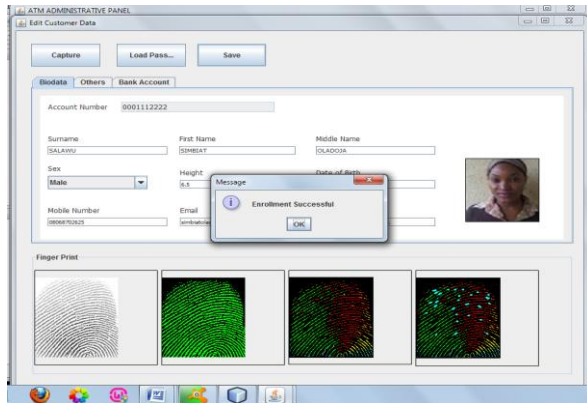 ATM ADMINISTRATIVE PANEL
Edit Customer Data
Capture Load Pass... Save
Biodata Others Bank Account
Account Number 0001112222
Surname First Name Middle Name
SALAWU SIMBIAT OLADOJA
Sex Height Date of Birth
Male 6.5
Message
Enrollment Successful
OK
Mobile Number Email
08068702625
Finger Print